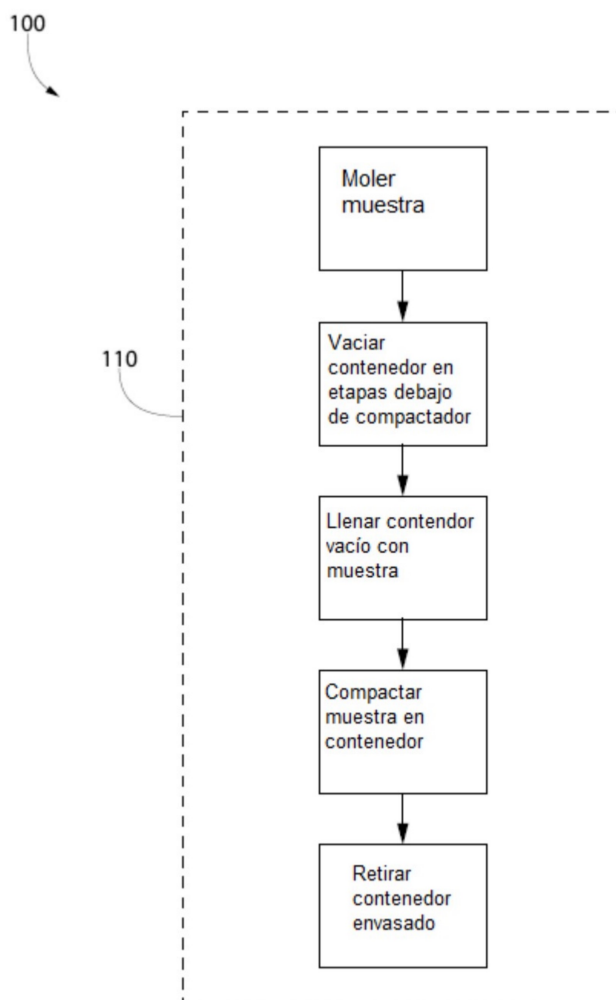 100
Moler
muestra
110
Vaciar
contenedor en
etapas debajo
de compactador
Llenar contendor
vacío con
muestra
Compactar
muestra en
contenedor
Retirar
contenedor
envasado